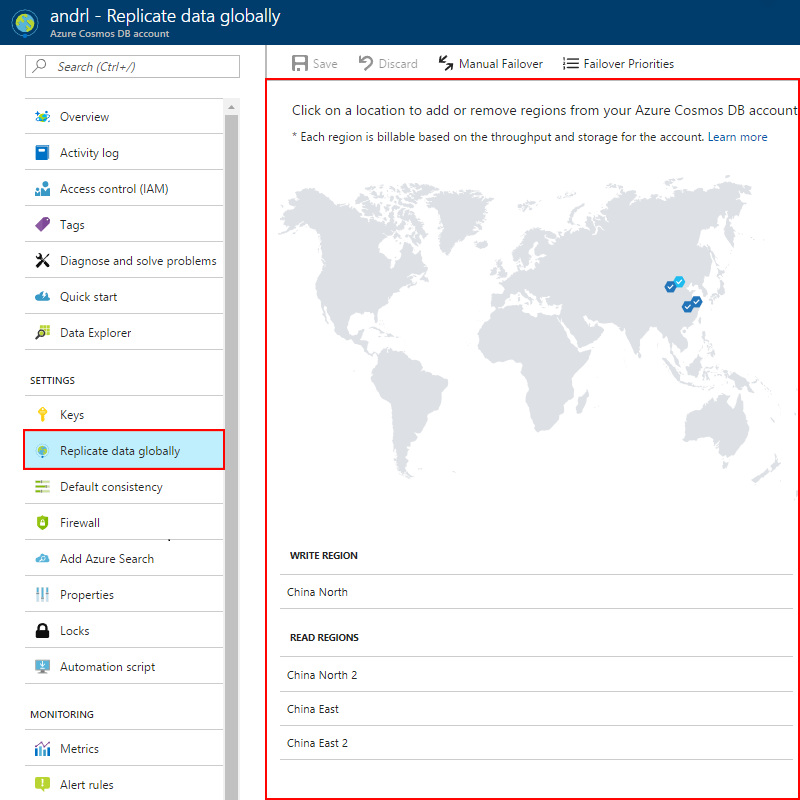 andrl - Replicate data globally
Azure Cosmos DB account
Search (Ctrl+/)
Save
Discard
Manual Failover
Failover Priorities
Overview
Activity log
Access control (IAM)
Tags
Diagnose and solve problems
Quick start
Data Explorer
SETTINGS
Keys
Replicate data globally
Default consistency
Firewall
Add Azure Search
Properties
Locks
Automation script
MONITORING
Metrics
Alert rules
Click on a location to add or remove regions from your Azure Cosmos DB account
* Each region is billable based on the throughput and storage for the account. Learn more
WRITE REGION
China North
READ REGIONS
China North 2
China East
China East 2